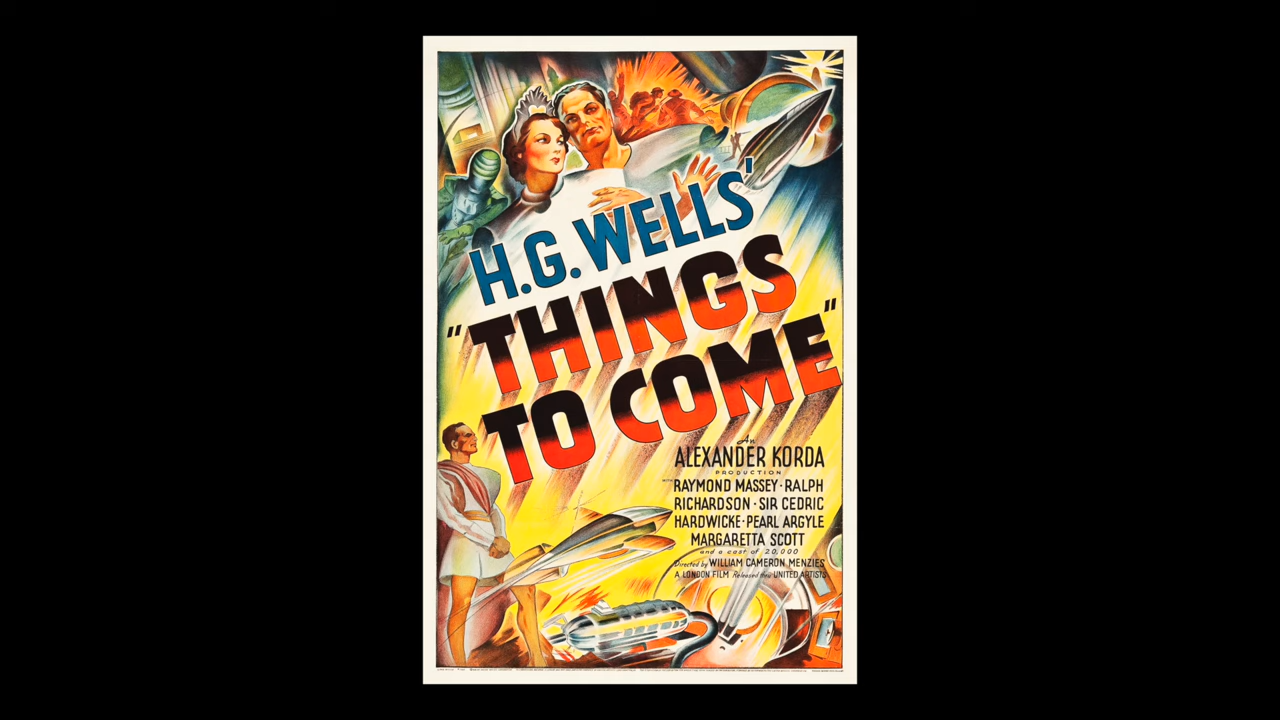 H.G. WELLS'
"THINGS
TO COME"
An
ALEXANDER KORDA
PRODUCTION
WITH RAYMOND MASSEY · RALPH
RICHARDSON · SIR CEDRIC
HARDWICKE · PEARL ARGYLE
MARGARETTA SCOTT
and a cast of 20,000
Directed by WILLIAM CAMERON MENZIES
A LONDON FILM Released thru UNITED ARTISTS